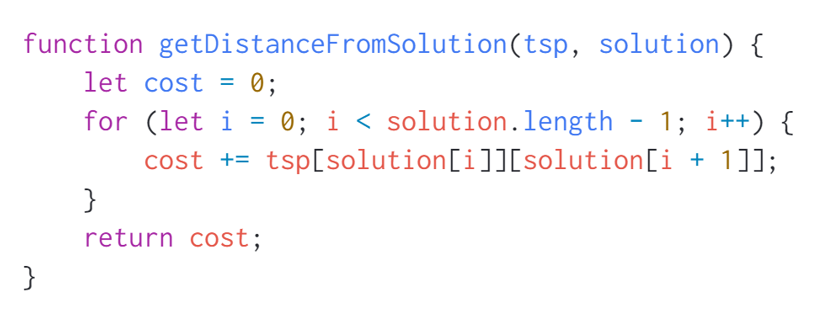 function getDistanceFromSolution(tsp, solution) {
    let cost = 0;
    for (let i = 0; i < solution.length - 1; i++) {
        cost += tsp[solution[i]][solution[i + 1]];
    }
    return cost;
}